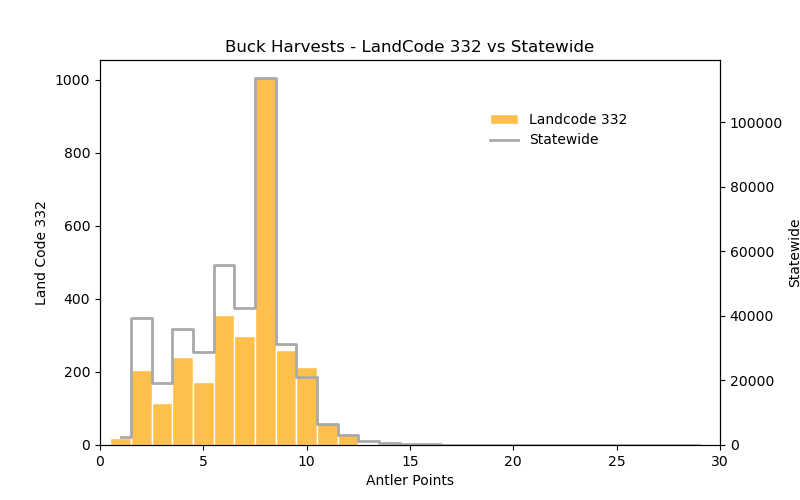 Buck Harvests - LandCode 332 vs Statewide
1000
800
600
400
200
0
Land Code 332
Landcode 332
Statewide
100000
80000
60000
40000
20000
0
Statewide
0 5 10 15 20 25 30
Antler Points